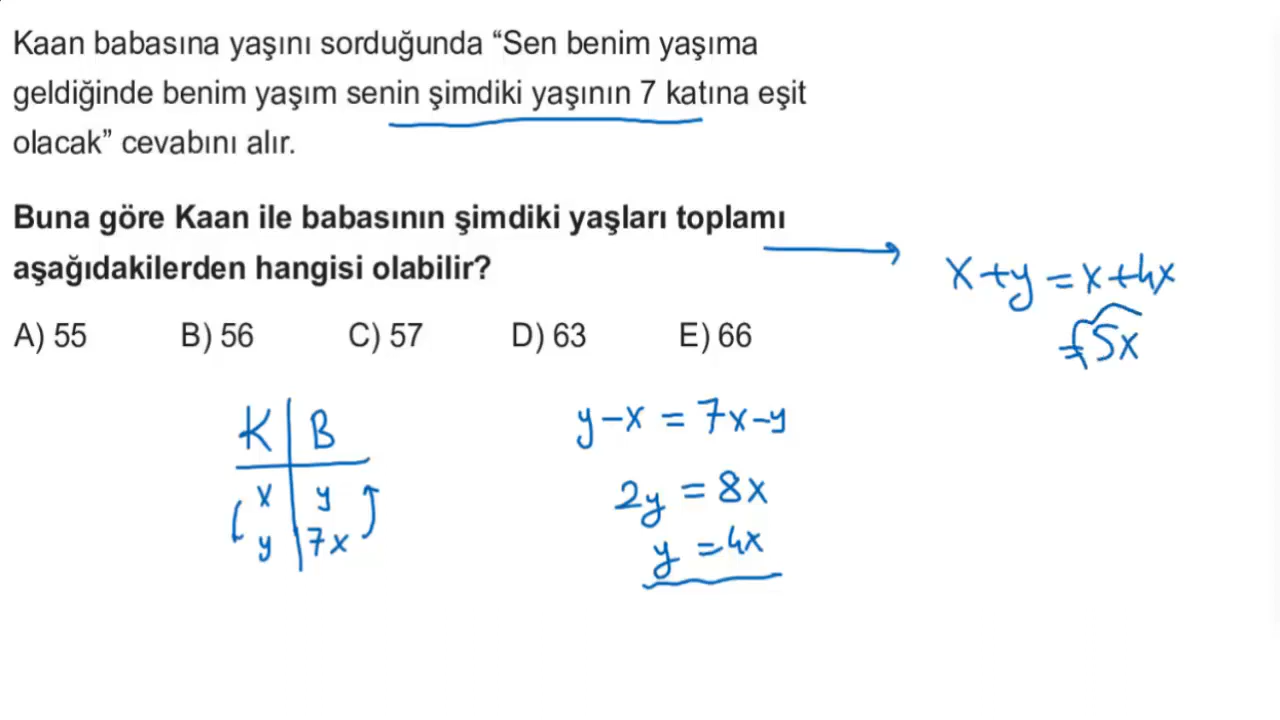 Kaan babasına yaşını sorduğunda “Sen benim yaşıma
geldiğinde benim yaşım senin şimdiki yaşının 7 katına eşit
olacak” cevabını alır.
Buna göre Kaan ile babasının şimdiki yaşları toplamı
aşağıdakilerden hangisi olabilir?
x+y = x+4x
= 5x
A) 55 B) 56 C) 57 D) 63 E) 66
K B
x y
y 7x
y-x = 7x-y
2y = 8x
y = 4x